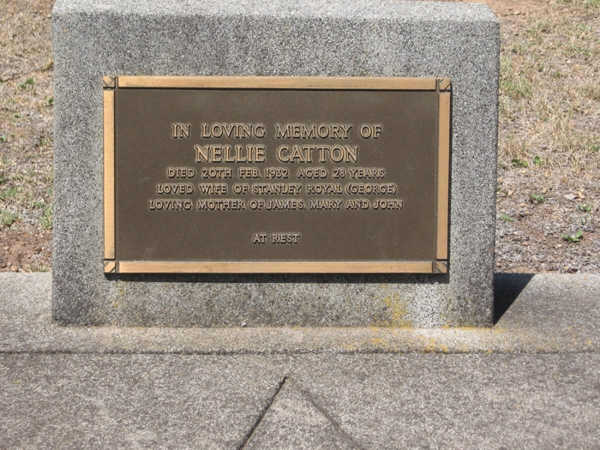 IN LOVING MEMORY OF
NELLIE CATTON
DIED 20TH FEB. 1932 AGED 28 YEARS
LOVED WIFE OF STANLEY ROYAL (GEORGE)
LOVING MOTHER OF JAMES, MARY AND JOHN
AT REST